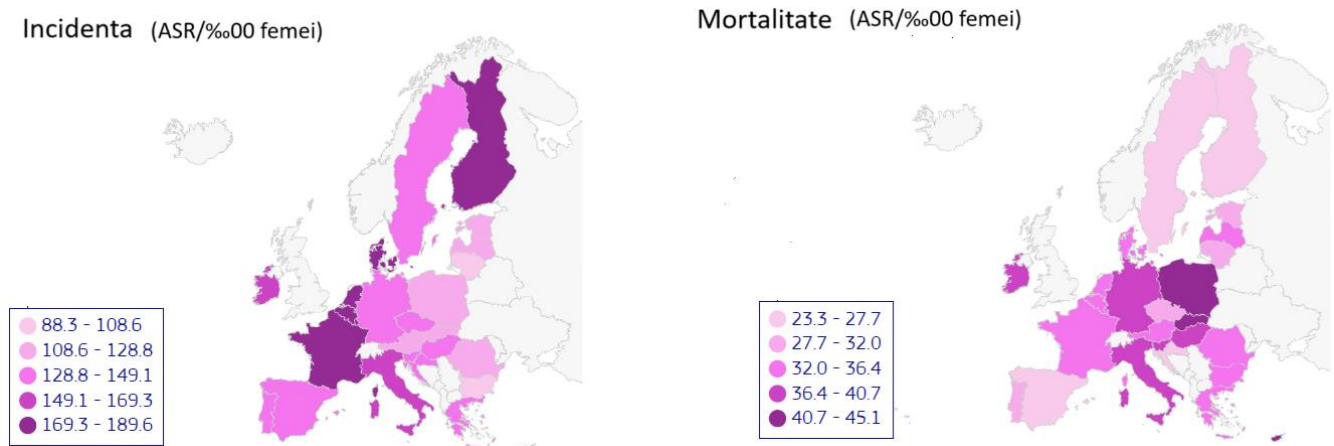 Incidenta (ASR/‰00 femei)
88.3 - 108.6
108.6 - 128.8
128.8 - 149.1
149.1 - 169.3
169.3 - 189.6
Mortalitate (ASR/‰00 femei)
23.3 - 27.7
27.7 - 32.0
32.0 - 36.4
36.4 - 40.7
40.7 - 45.1